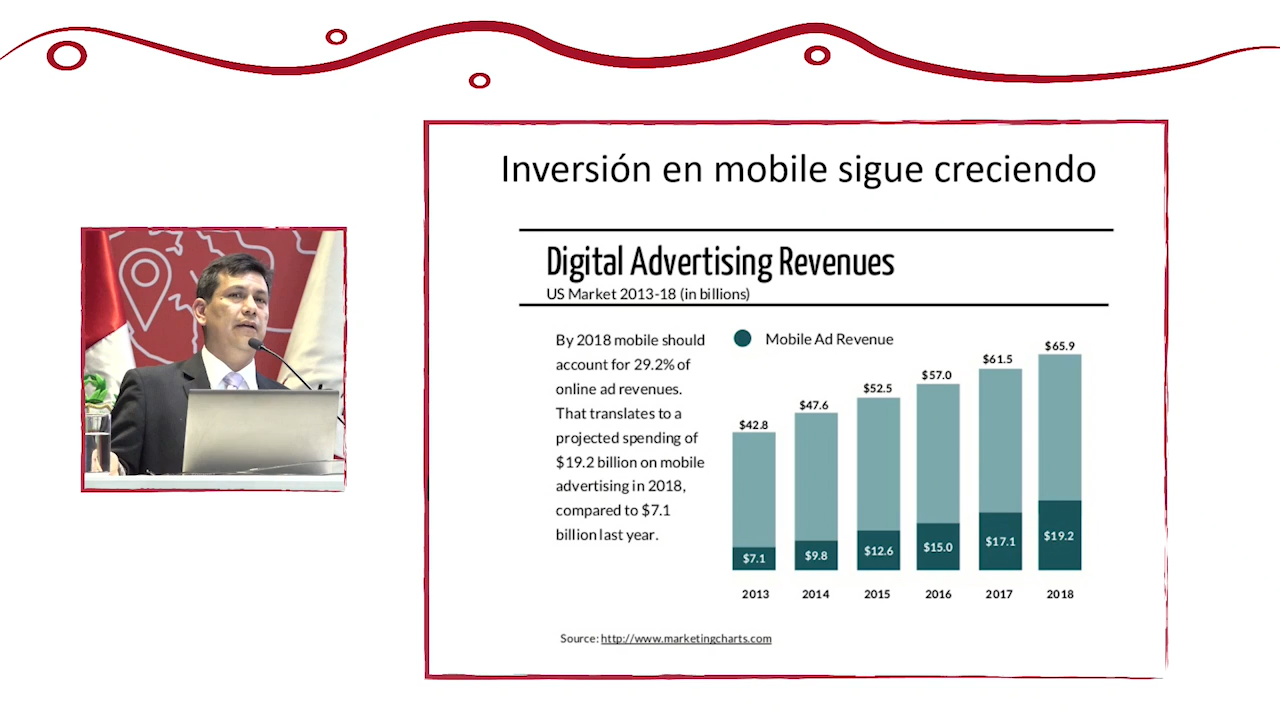 Inversión en mobile sigue creciendo
Digital Advertising Revenues
US Market 2013-18 (in billions)
By 2018 mobile should
account for 29.2% of
online ad revenues.
That translates to a
projected spending of
$19.2 billion on mobile
advertising in 2018,
compared to $7.1
billion last year.
Mobile Ad Revenue
$42.8
$47.6
$52.5
$57.0
$61.5
$65.9
$7.1
$9.8
$12.6
$15.0
$17.1
$19.2
2013 2014 2015 2016 2017 2018
Source: http://www.marketingcharts.com